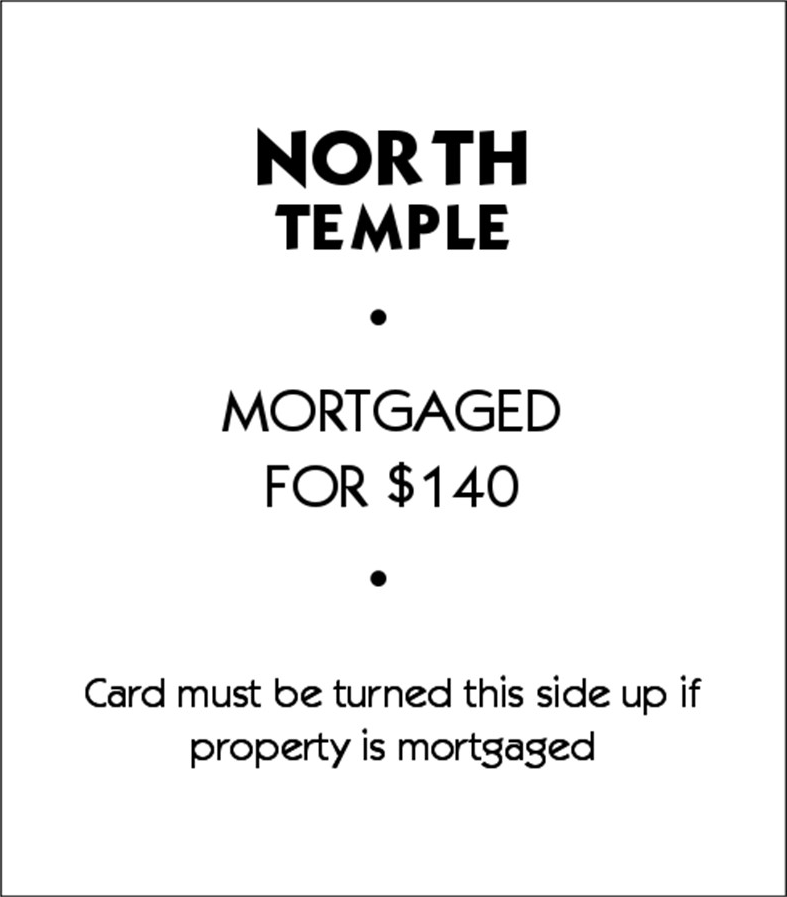 NORTH
TEMPLE
•
MORTGAGED
FOR $140
•
Card must be turned this side up if
property is mortgaged